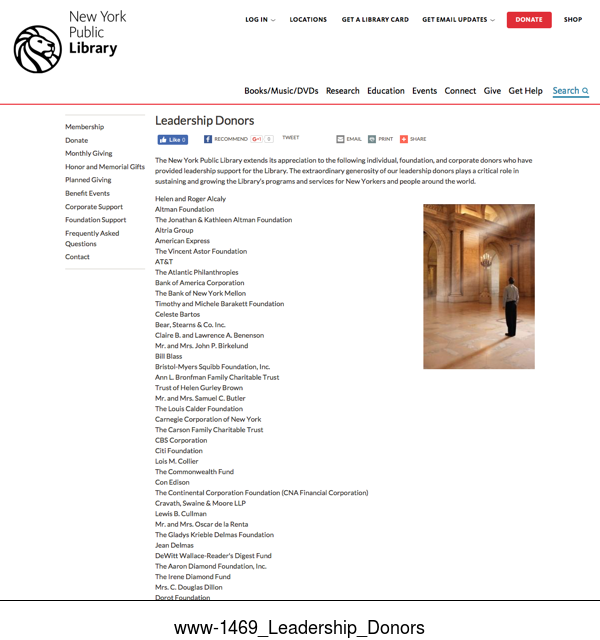 New York
Public
Library
LOG IN
LOCATIONS
GET A LIBRARY CARD
GET EMAIL UPDATES
DONATE
SHOP
Books/Music/DVDs
Research
Education
Events
Connect
Give
Get Help
Search
Membership
Donate
Monthly Giving
Honor and Memorial Gifts
Planned Giving
Benefit Events
Corporate Support
Foundation Support
Frequently Asked
Questions
Contact
Leadership Donors
Like 0
RECOMMEND
G+1
0
TWEET
EMAIL
PRINT
SHARE
The New York Public Library extends its appreciation to the following individual, foundation, and corporate donors who have
provided leadership support for the Library. The extraordinary generosity of our leadership donors plays a critical role in
sustaining and growing the Library's programs and services for New Yorkers and people around the world.
Helen and Roger Alcaly
Altman Foundation
The Jonathan & Kathleen Altman Foundation
Altria Group
American Express
The Vincent Astor Foundation
AT&T
The Atlantic Philanthropies
Bank of America Corporation
The Bank of New York Mellon
Timothy and Michele Barakett Foundation
Celeste Bartos
Bear, Stearns & Co. Inc.
Claire B. and Lawrence A. Benenson
Mr. and Mrs. John P. Birkelund
Bill Blass
Bristol-Myers Squibb Foundation, Inc.
Ann L. Bronfman Family Charitable Trust
Trust of Helen Gurley Brown
Mr. and Mrs. Samuel C. Butler
The Louis Calder Foundation
Carnegie Corporation of New York
The Carson Family Charitable Trust
CBS Corporation
Citi Foundation
Lois M. Collier
The Commonwealth Fund
Con Edison
The Continental Corporation Foundation (CNA Financial Corporation)
Cravath, Swaine & Moore LLP
Lewis B. Cullman
Mr. and Mrs. Oscar de la Renta
The Gladys Krieble Delmas Foundation
Jean Delmas
DeWitt Wallace-Reader's Digest Fund
The Aaron Diamond Foundation, Inc.
The Irene Diamond Fund
Mrs. C. Douglas Dillon
Dorot Foundation
www-1469_Leadership_Donors